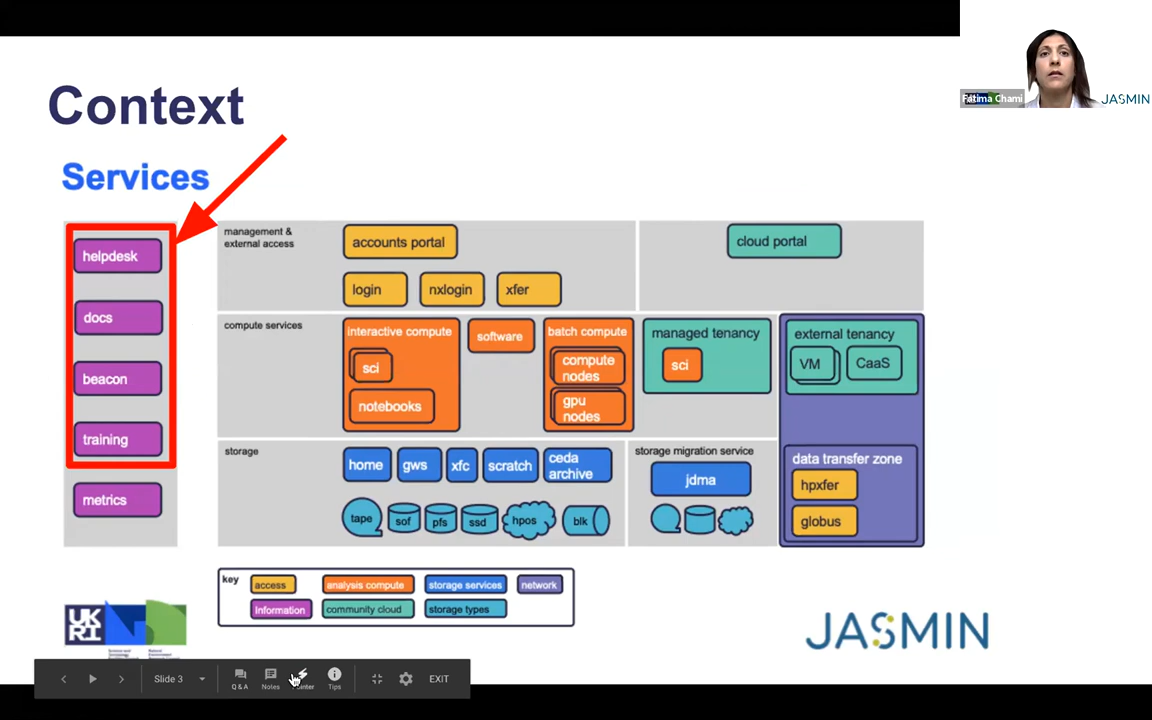 Context
Services
Fatima Chami
JASMIN
helpdesk
docs
beacon
training
metrics
management &
external access
accounts portal
login
nxlogin
xfer
cloud portal
compute services
interactive compute
sci
notebooks
software
batch compute
compute
nodes
gpu
nodes
managed tenancy
sci
external tenancy
VM
CaaS
storage
home
gws
xfc
scratch
ceda
archive
tape
sof
pfs
ssd
hpos
blk
storage migration service
jdma
data transfer zone
hpxfer
globus
key
access
analysis compute
storage services
network
Information
community cloud
storage types
UK
RI
JASMIN
Slide 3
Q & A
Notes
Tips
EXIT